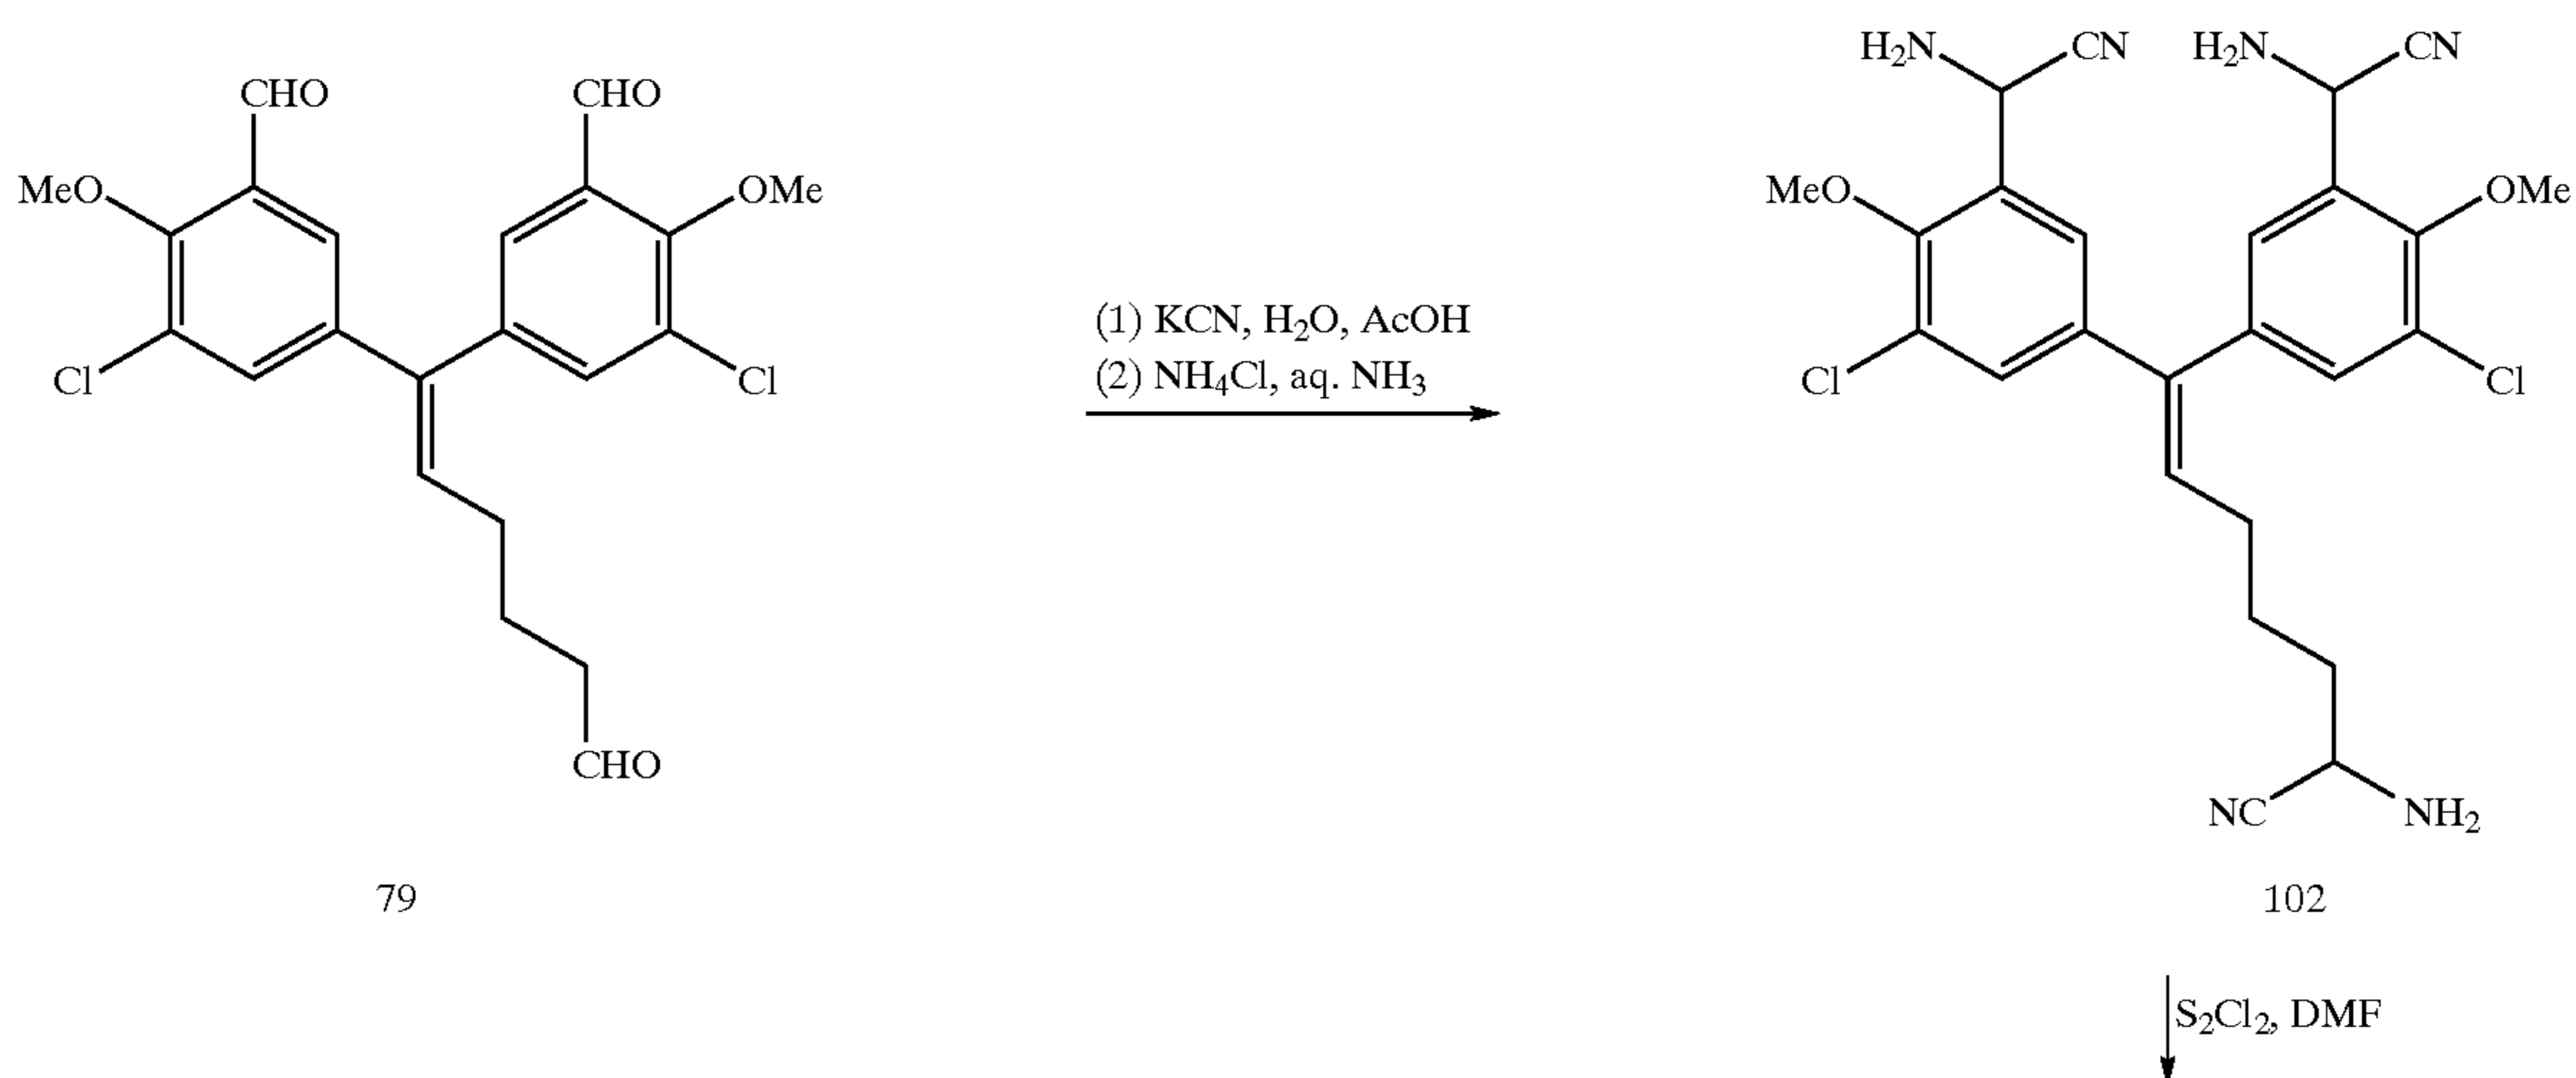 H₂N CN H₂N CN
CHO CHO
MeO OMe MeO OMe
(1) KCN, H₂O, AcOH
(2) NH₄Cl, aq. NH₃
Cl Cl Cl Cl
CHO
NC NH₂
79 102
S₂Cl₂, DMF